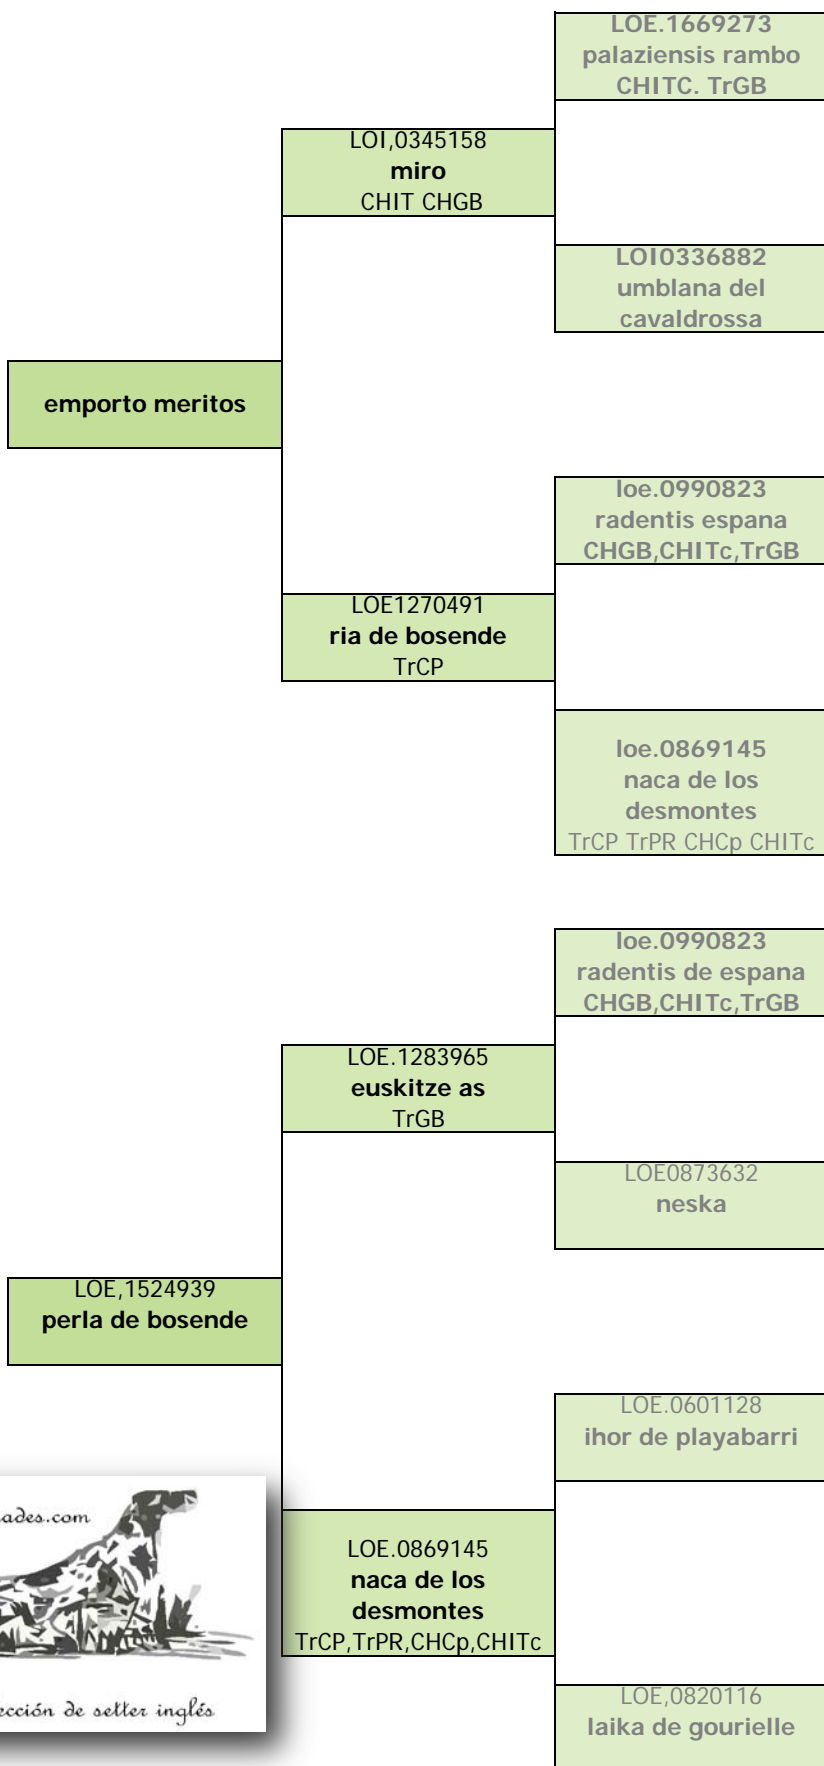 LOE.1669273
palaziensis rambo
CHITC. TrGB
LOI,0345158
miro
CHIT CHGB
LOI0336882
umblana del
cavaldrossa
emporto meritos
loe.0990823
radentis espana
CHGB,CHITc,TrGB
LOE1270491
ria de bosende
TrCP
loe.0869145
naca de los
desmontes
TrCP TrPR CHCp CHITc
loe.0990823
radentis de espana
CHGB,CHITc,TrGB
LOE.1283965
euskitze as
TrGB
LOE0873632
neska
LOE,1524939
perla de bosende
LOE.0601128
ihor de playabarri
ades.com
LOE.0869145
naca de los
desmontes
TrCP,TrPR,CHCp,CHITc
ección de setter inglés
LOE,0820116
laika de gourielle